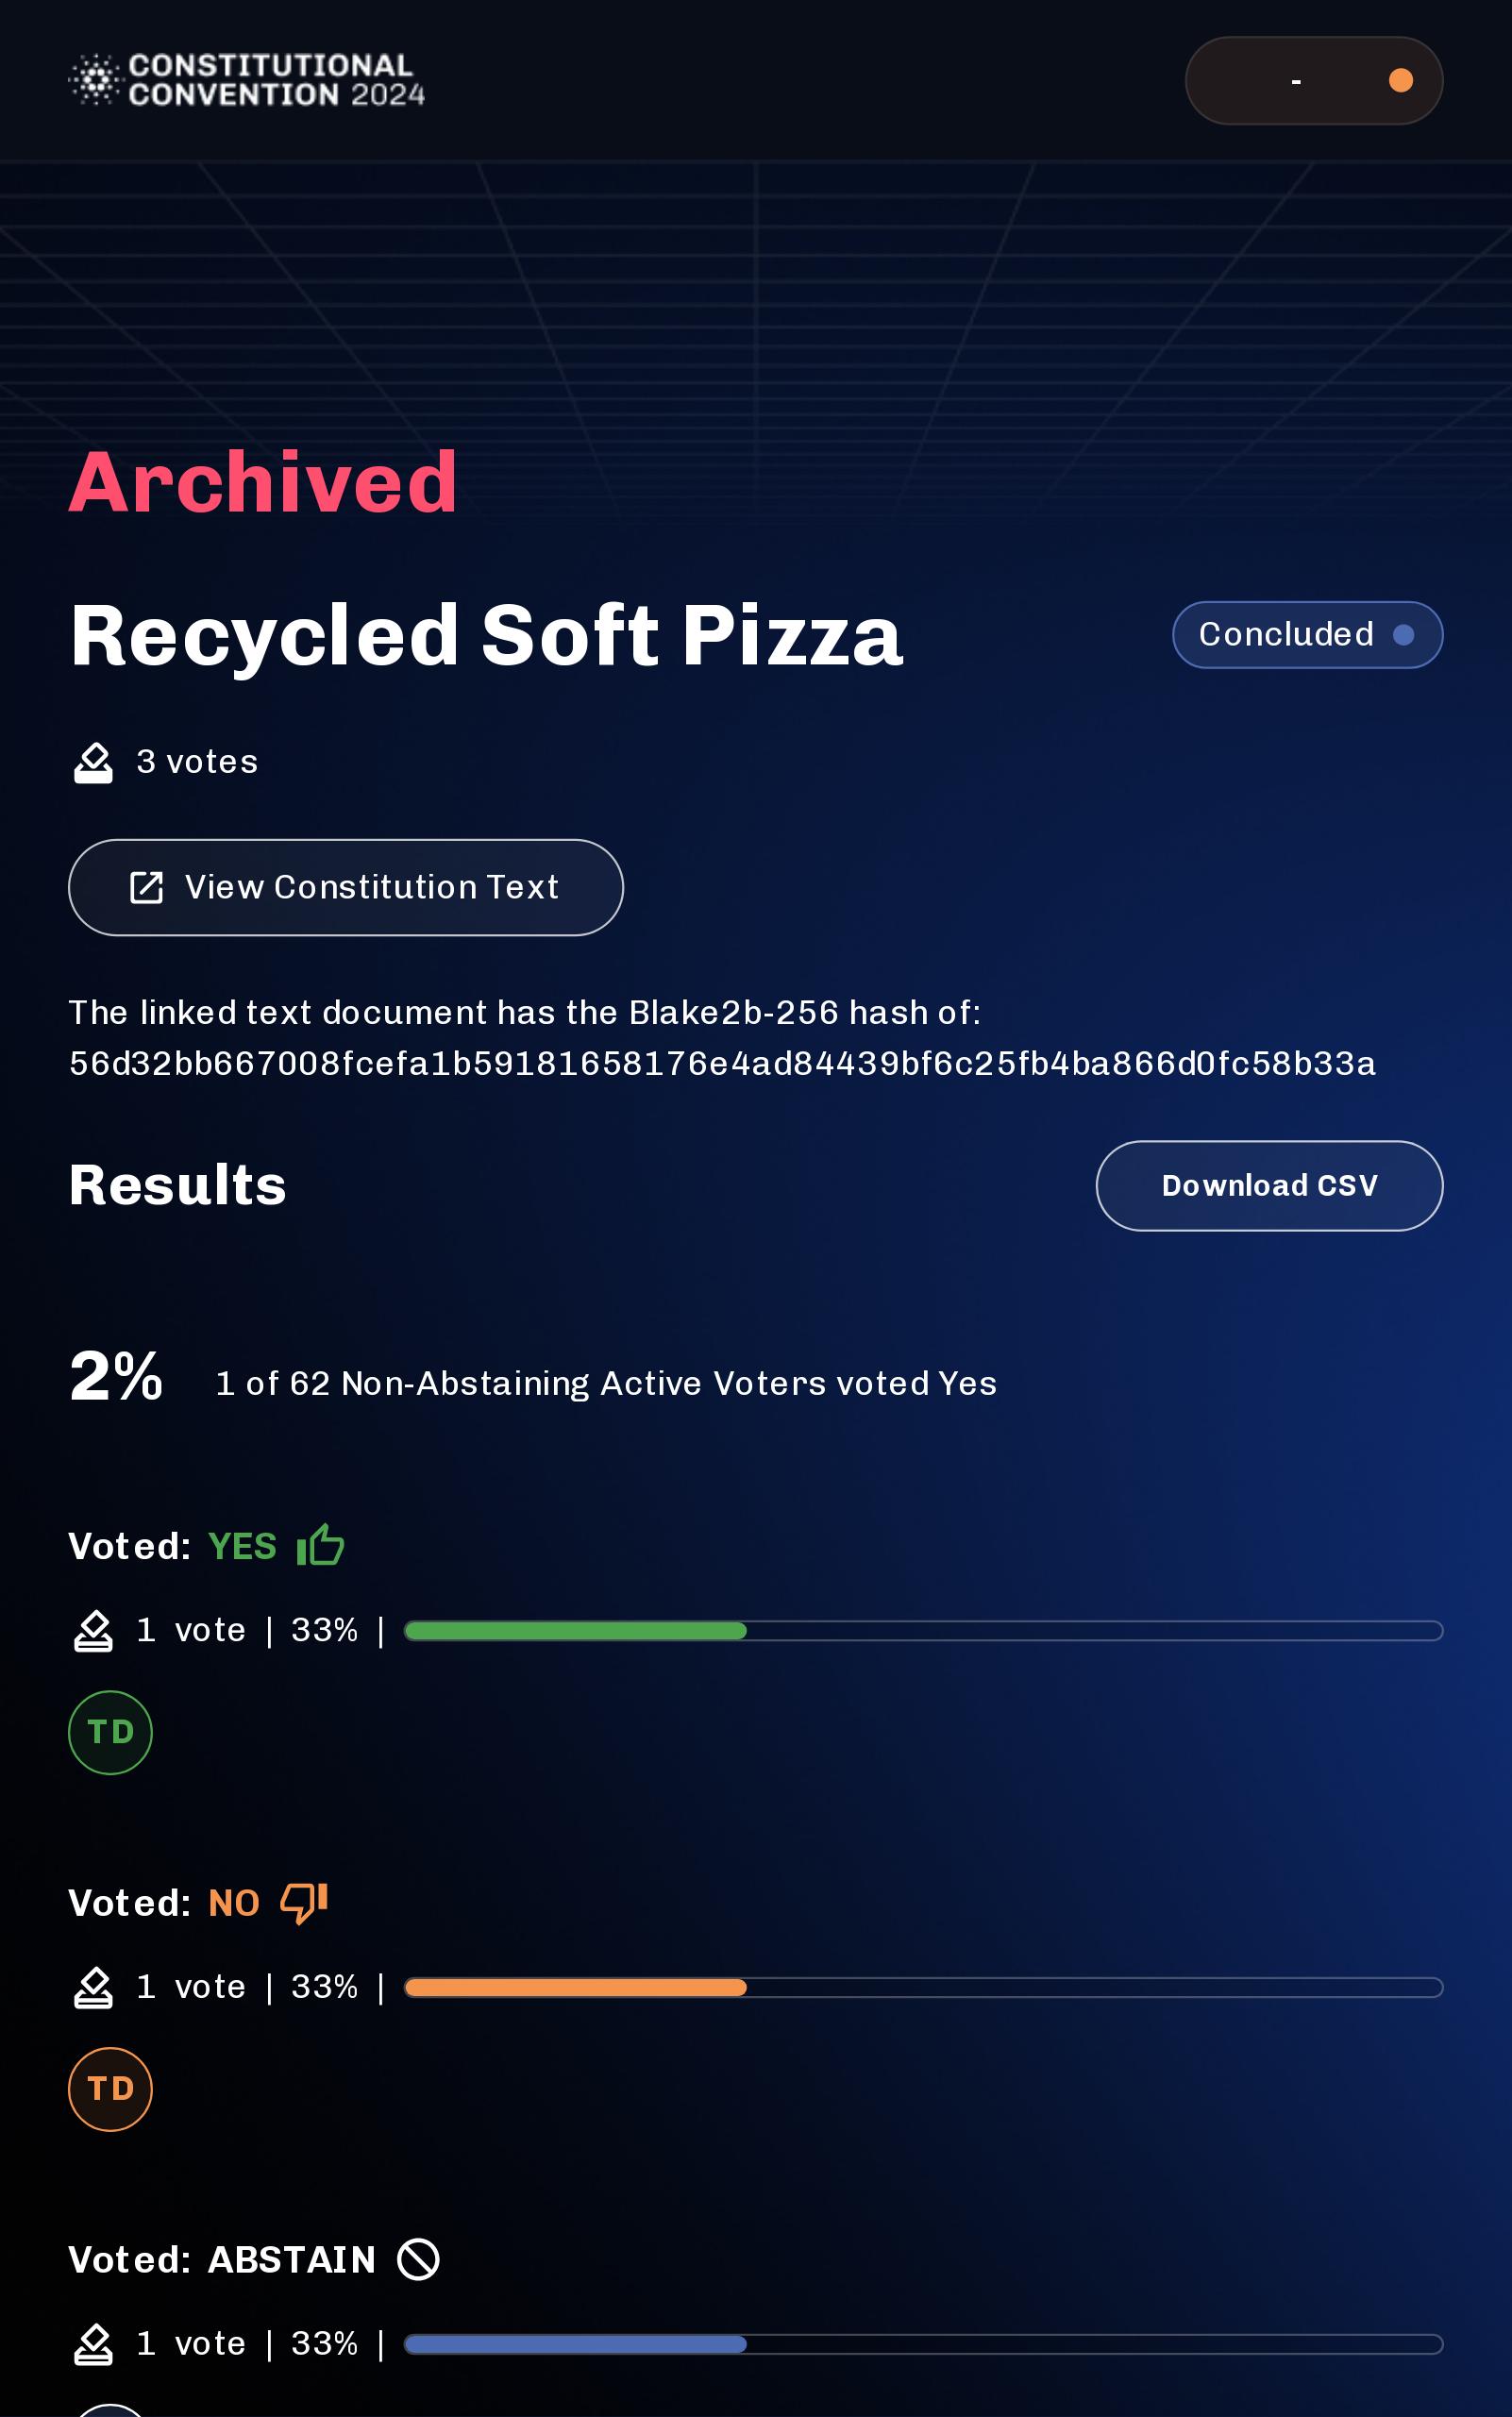 CONSTITUTIONAL
CONVENTION 2024
-
Archived
Recycled Soft Pizza
Concluded
3 votes
View Constitution Text
The linked text document has the Blake2b-256 hash of:
56d32bb667008fcefa1b59181658176e4ad84439bf6c25fb4ba866d0fc58b33a
Results
Download CSV
2%
1 of 62 Non-Abstaining Active Voters voted Yes
Voted: YES
1 vote | 33% |
TD
Voted: NO
1 vote | 33% |
TD
Voted: ABSTAIN
1 vote | 33% |